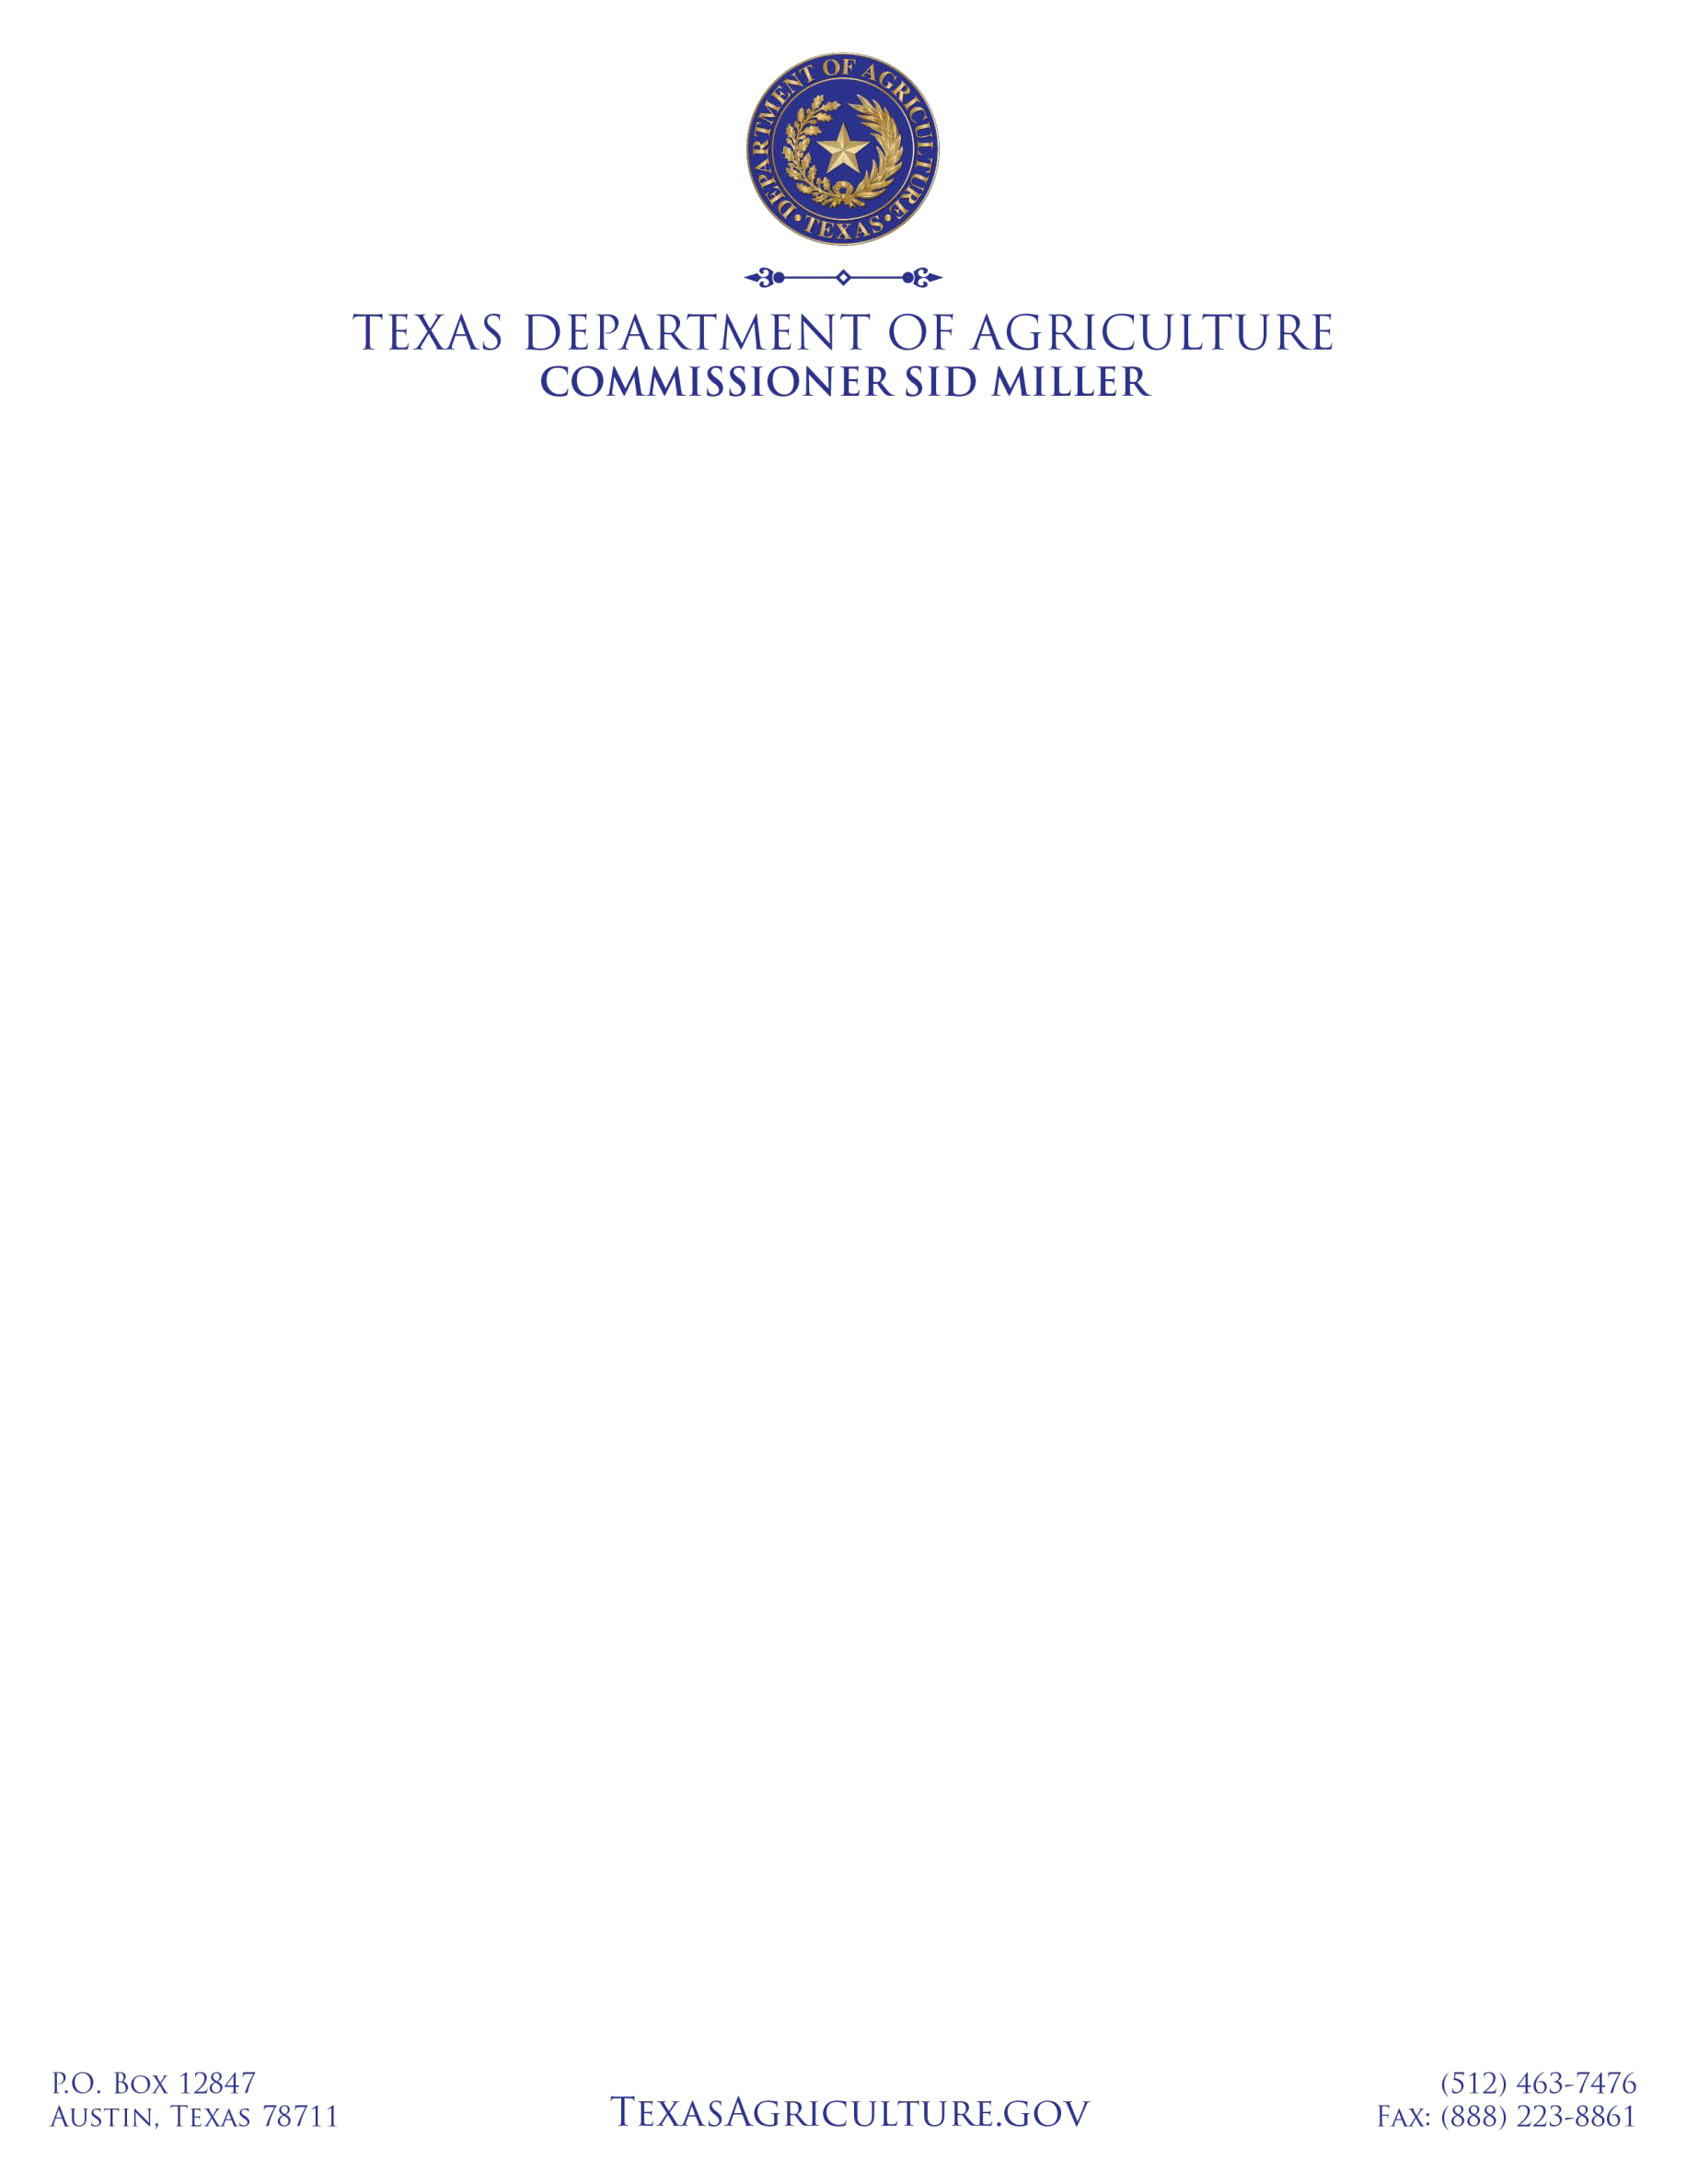 DEPARTMENT OF AGRICULTURE
TEXAS
TEXAS DEPARTMENT OF AGRICULTURE
COMMISSIONER SID MILLER
P.O. BOX 12847
AUSTIN, TEXAS 78711
TEXASAGRICULTURE.GOV
(512) 463-7476
FAX: (888) 223-8861